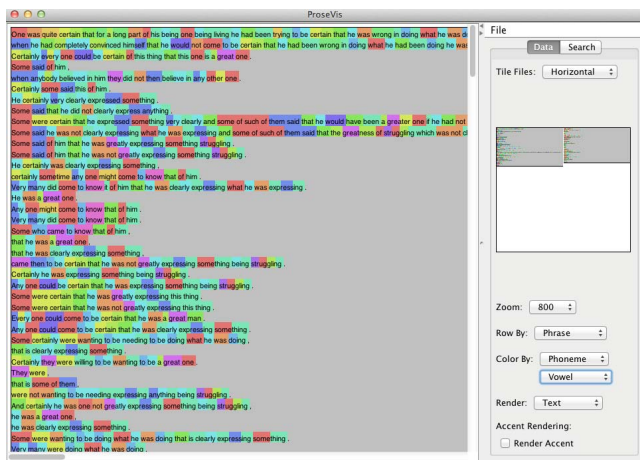 ProseVis
One was quite certain that for a long part of his being one being living he had been trying to be certain that he was wrong in doing what he was do
when he had completely convinced himself that he would not come to be certain that he had been wrong in doing what he had been doing he was
Certainly every one could be certain of this thing that this one is a great one.
Some said of him ,
when anybody believed in him they did not then believe in any other one.
Certainly some said this of him .
He certainly very clearly expressed something .
Some said that he did not clearly express anything .
Some were certain that he expressed something very clearly and some of such of them said that he would have been a greater one if he had not
Some said he was not clearly expressing what he was expressing and some of such of them said that the greatness of struggling which was not cl
Some said of him that he was greatly expressing something struggling .
Some said of him that he was not greatly expressing something struggling .
He certainly was clearly expressing something ,
certainly sometime any one might come to know that of him .
Very many did come to know it of him that he was clearly expressing what he was expressing .
He was a great one .
Any one might come to know that of him .
Very many did come to know that of him .
Some who came to know that of him ,
that he was a great one ,
that he was clearly expressing something ,
came then to be certain that he was not greatly expressing something being struggling .
Certainly he was expressing something being struggling .
Any one could be certain that he was expressing something being struggling .
Some were certain that he was greatly expressing this thing .
Some were certain that he was not greatly expressing this thing .
Every one could come to be certain that he was a great man .
Any one could come to be certain that he was clearly expressing something .
Some certainly were wanting to be needing to be doing what he was doing ,
that is clearly expressing something .
Certainly they were willing to be wanting to be a great one.
They were ,
that is some of them ,
were not wanting to be needing expressing anything being struggling .
And certainly he was one not greatly expressing something being struggling ,
he was a great one ,
he was clearly expressing something .
Some were wanting to be doing what he was doing that is clearly expressing something .
Very many were doing what he was doing .
File
Data Search
Tile Files: Horizontal
Zoom: 800
Row By: Phrase
Color By: Phoneme
Vowel
Render: Text
Accent Rendering:
Render Accent